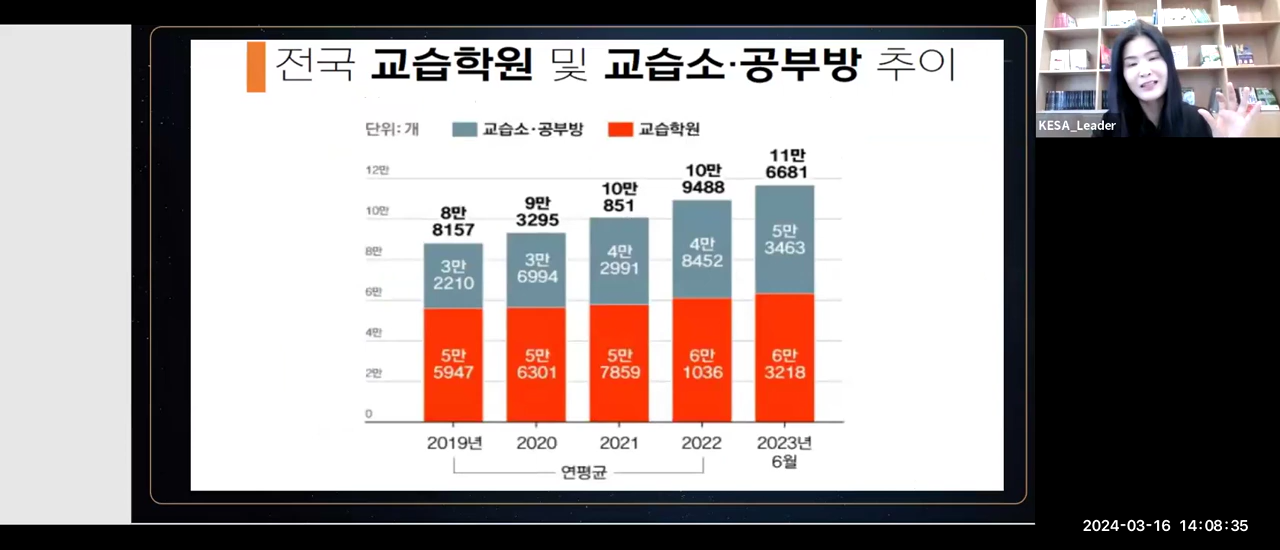 전국 교습학원 및 교습소·공부방 추이
KESA_Leader
단위: 개 교습소·공부방 교습학원
12만
10만
8만
6만
4만
2만
0
8만
8157
9만
3295
10만
851
10만
9488
11만
6681
3만
2210
3만
6994
4만
2991
4만
8452
5만
3463
5만
5947
5만
6301
5만
7859
6만
1036
6만
3218
2019년 2020 2021 2022 2023년
6월
연평균
2024-03-16 14:08:35